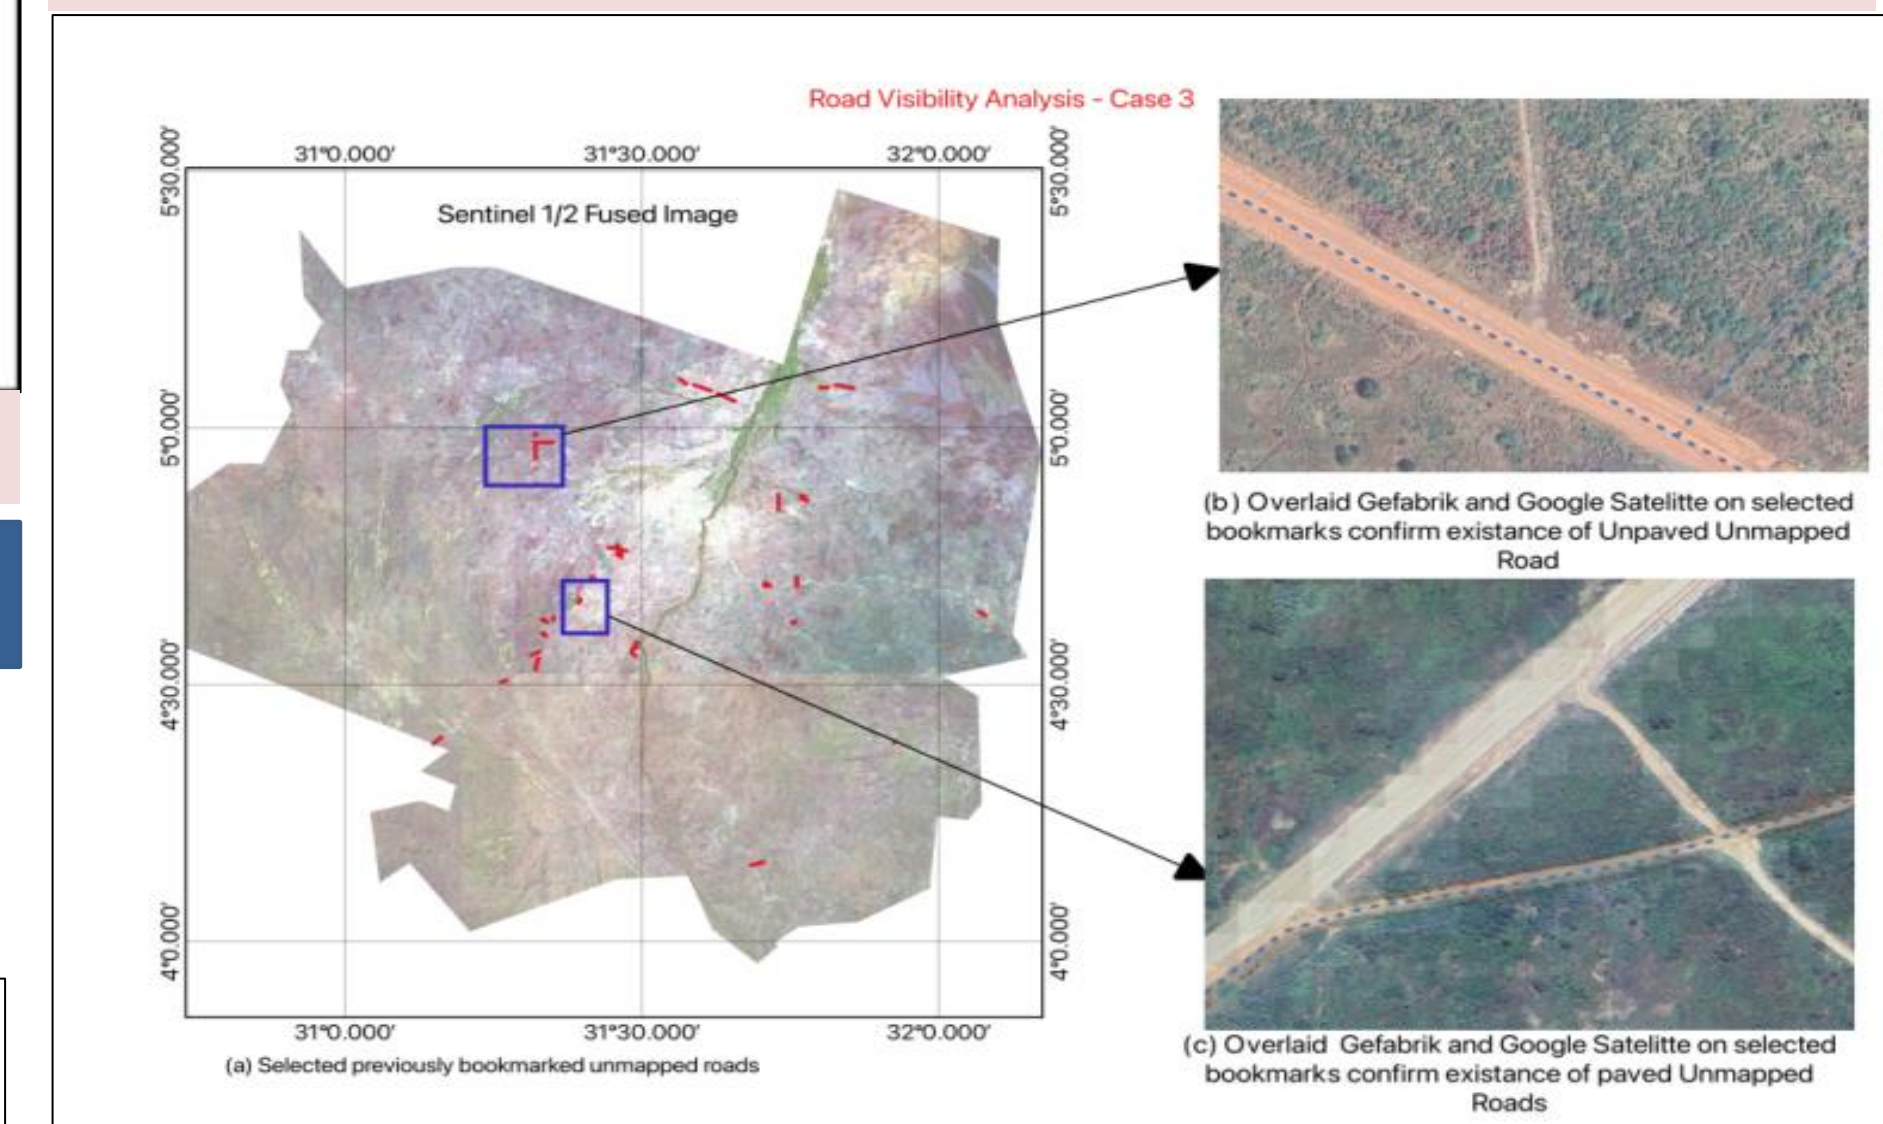 Road Visibility Analysis - Case 3
31°0.000' 31°30.000' 32°0.000'
5°30.000' 5°30.000'
Sentinel 1/2 Fused Image
5°0.000' 5°0.000'
4°30.000' 4°30.000'
4°0.000' 4°0.000'
31°0.000' 31°30.000' 32°0.000'
(a) Selected previously bookmarked unmapped roads
(b) Overlaid Gefabrik and Google Satelitte on selected
bookmarks confirm existance of Unpaved Unmapped
Road
(c) Overlaid Gefabrik and Google Satelitte on selected
bookmarks confirm existance of paved Unmapped
Roads